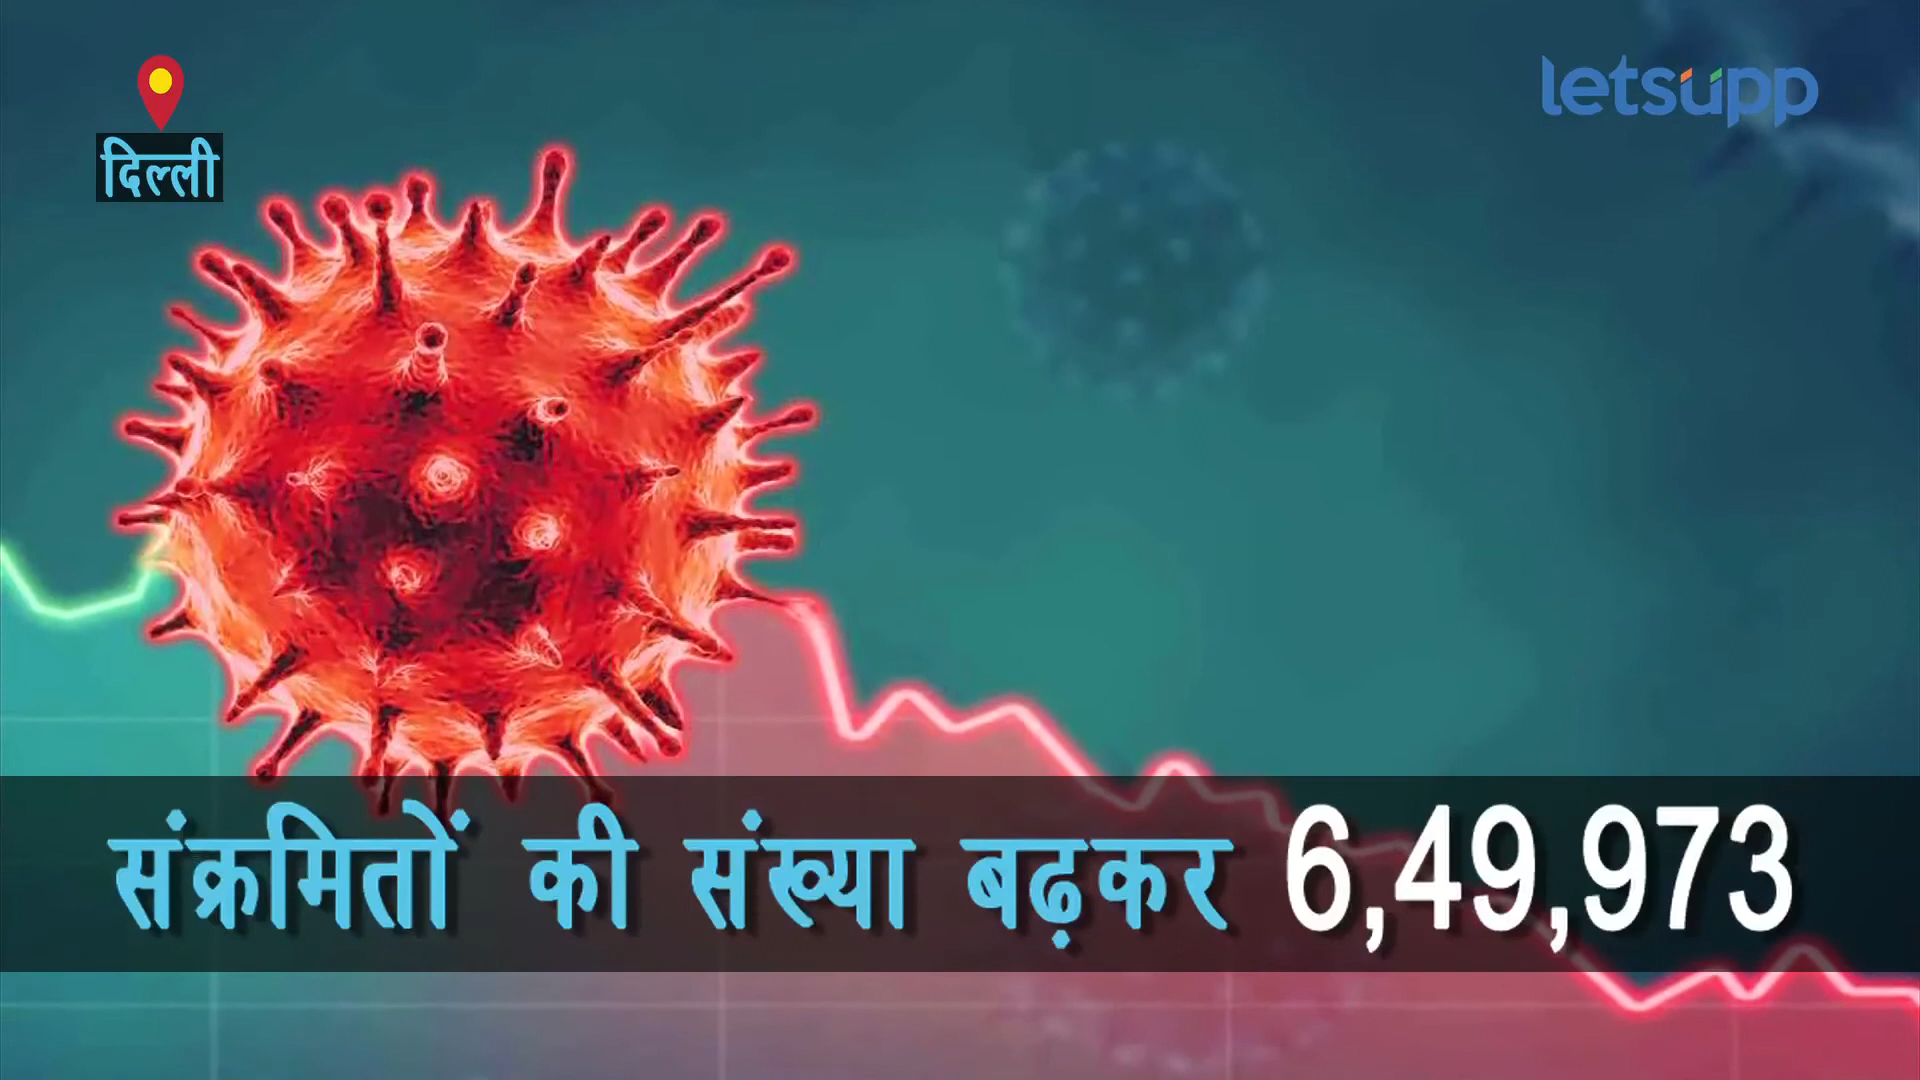 दिल्ली
letsupp
संक्रमितों की संख्या बढ़कर 6,49,973